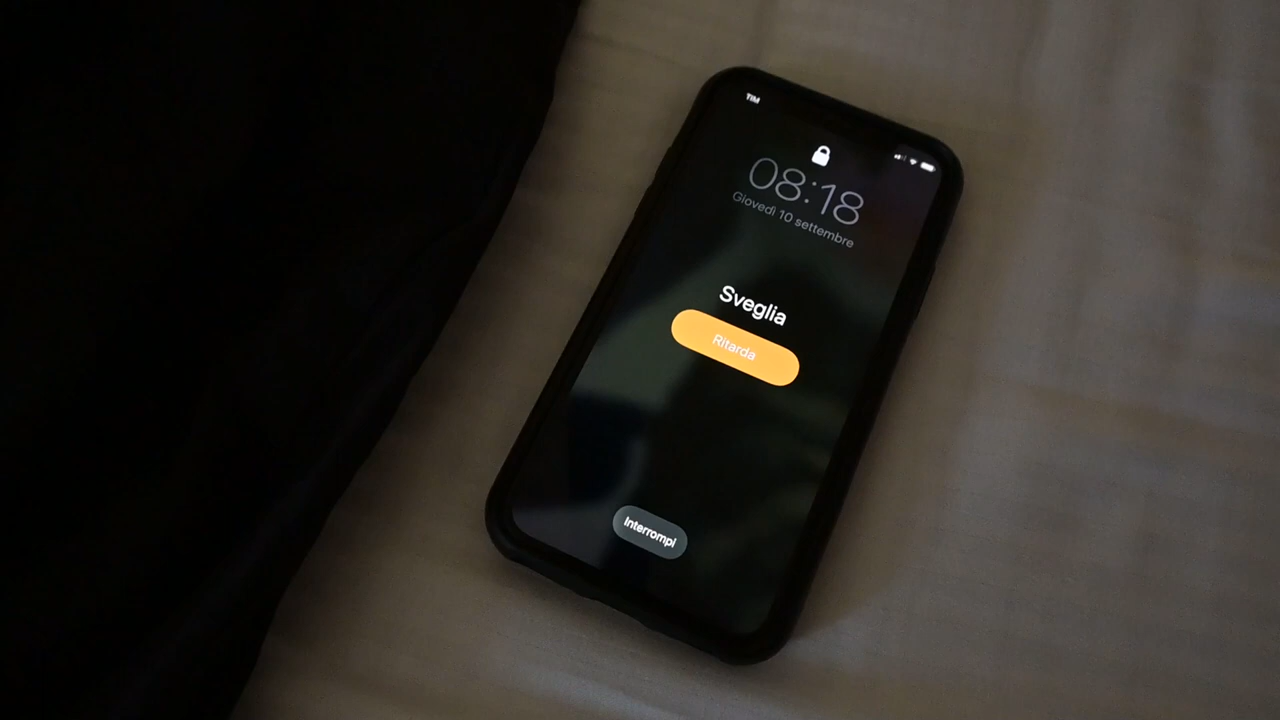 TIM
08:18
Giovedì 10 settembre
Sveglia
Ritarda
Interrompi